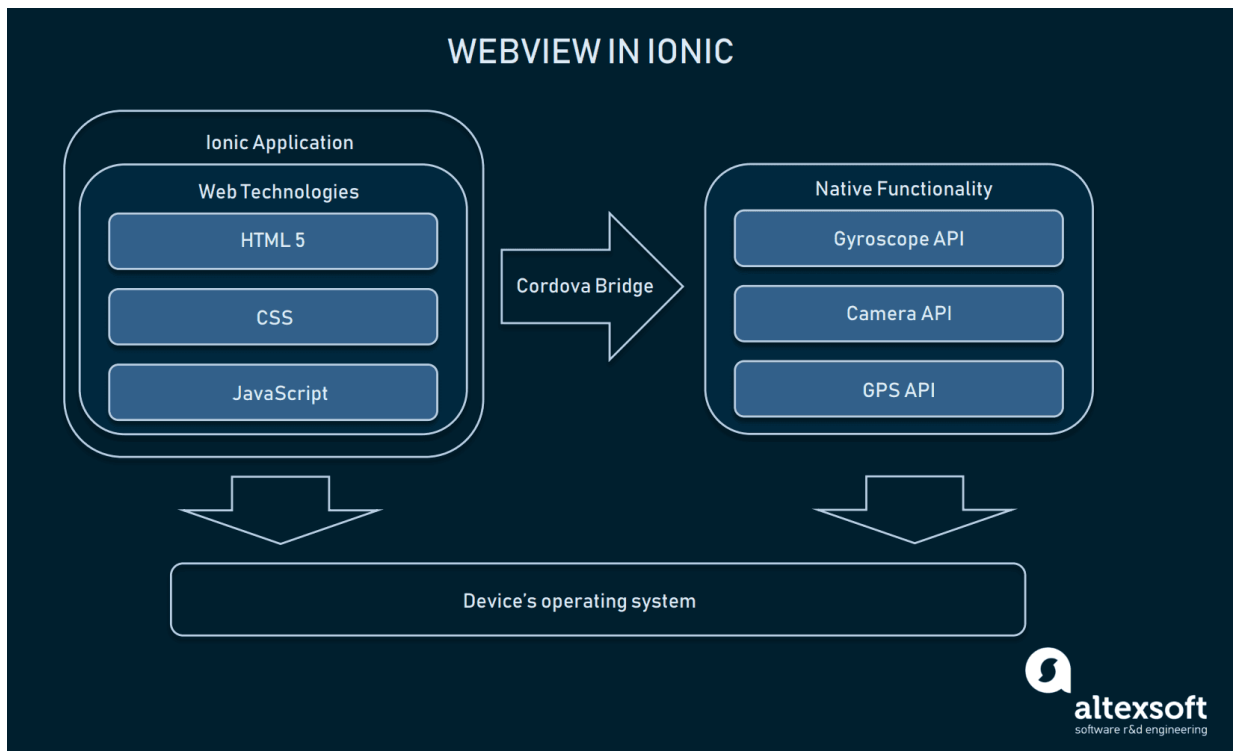 WEBVIEW IN IONIC
Ionic Application
Web Technologies
HTML 5
CSS
JavaScript
Cordova Bridge
Native Functionality
Gyroscope API
Camera API
GPS API
Device's operating system
altexsoft
software r&d engineering